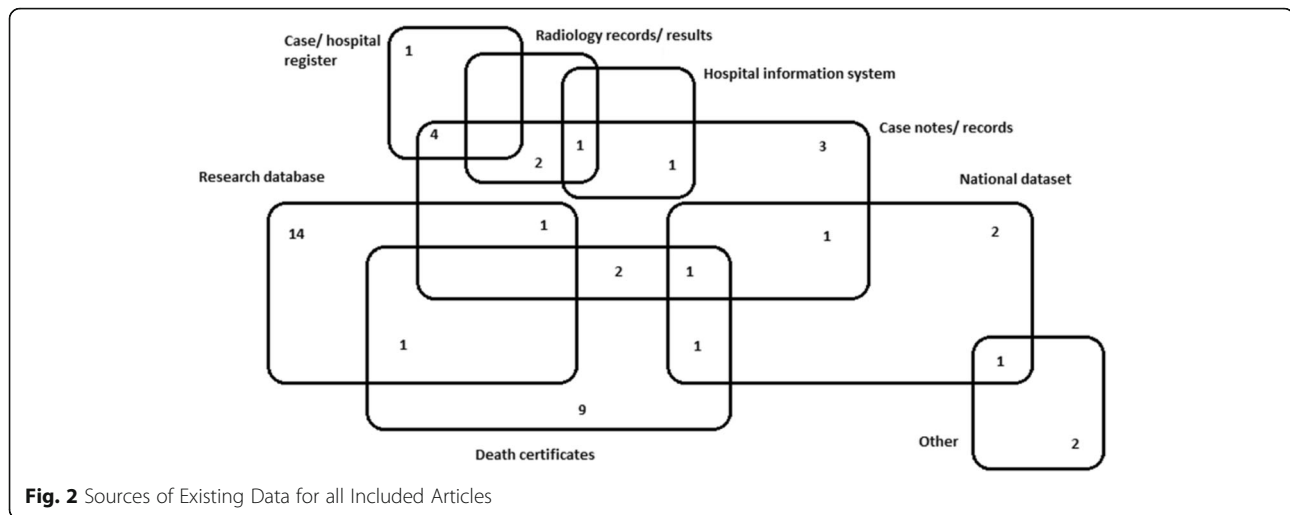 Case/ hospital
register
1
Radiology records/ results
Hospital information system
4
1
3
Case notes/ records
2
1
Research database
National dataset
14
1
1
2
2
1
1
1
1
9
Other
2
Death certificates
Fig. 2 Sources of Existing Data for all Included Articles